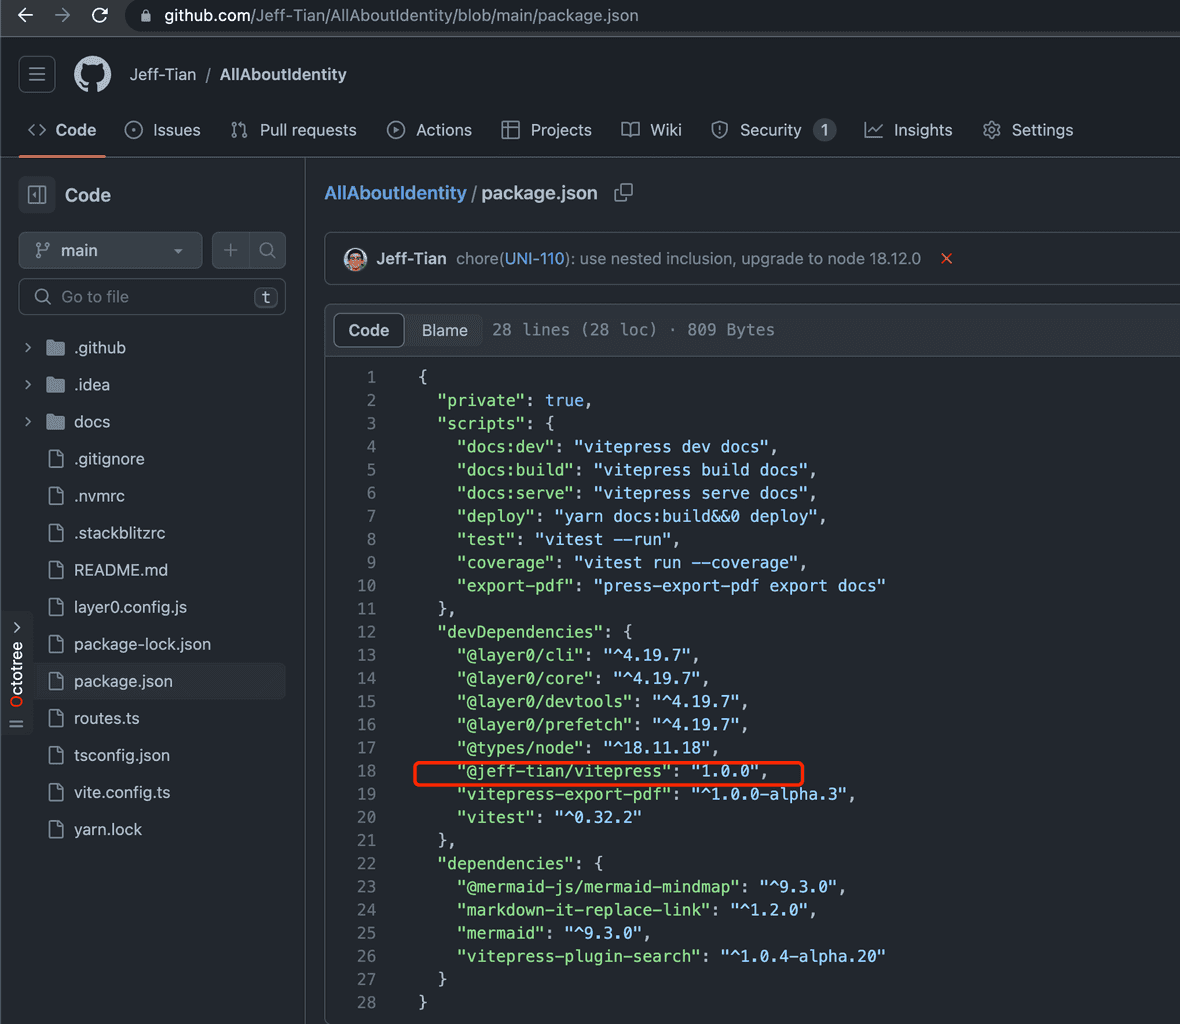 github.com/Jeff-Tian/AllAboutIdentity/blob/main/package.json
Jeff-Tian / AllAboutIdentity
Code Issues Pull requests Actions Projects Wiki Security 1 Insights Settings
Code
main
Go to file t
.github
.idea
docs
.gitignore
.nvmrc
.stackblitzrc
README.md
layer0.config.js
package-lock.json
package.json
routes.ts
tsconfig.json
vite.config.ts
yarn.lock
Octotree
AllAboutIdentity / package.json
Jeff-Tian chore(UNI-110): use nested inclusion, upgrade to node 18.12.0
Code Blame 28 lines (28 loc) · 809 Bytes
1 {
2 "private": true,
3 "scripts": {
4 "docs:dev": "vitepress dev docs",
5 "docs:build": "vitepress build docs",
6 "docs:serve": "vitepress serve docs",
7 "deploy": "yarn docs:build&&0 deploy",
8 "test": "vitest --run",
9 "coverage": "vitest run --coverage",
10 "export-pdf": "press-export-pdf export docs"
11 },
12 "devDependencies": {
13 "@layer0/cli": "^4.19.7",
14 "@layer0/core": "^4.19.7",
15 "@layer0/devtools": "^4.19.7",
16 "@layer0/prefetch": "^4.19.7",
17 "@types/node": "^18.11.18",
18 "@jeff-tian/vitepress": "1.0.0",
19 "vitepress-export-pdf": "^1.0.0-alpha.3",
20 "vitest": "^0.32.2"
21 },
22 "dependencies": {
23 "@mermaid-js/mermaid-mindmap": "^9.3.0",
24 "markdown-it-replace-link": "^1.2.0",
25 "mermaid": "^9.3.0",
26 "vitepress-plugin-search": "^1.0.4-alpha.20"
27 }
28 }